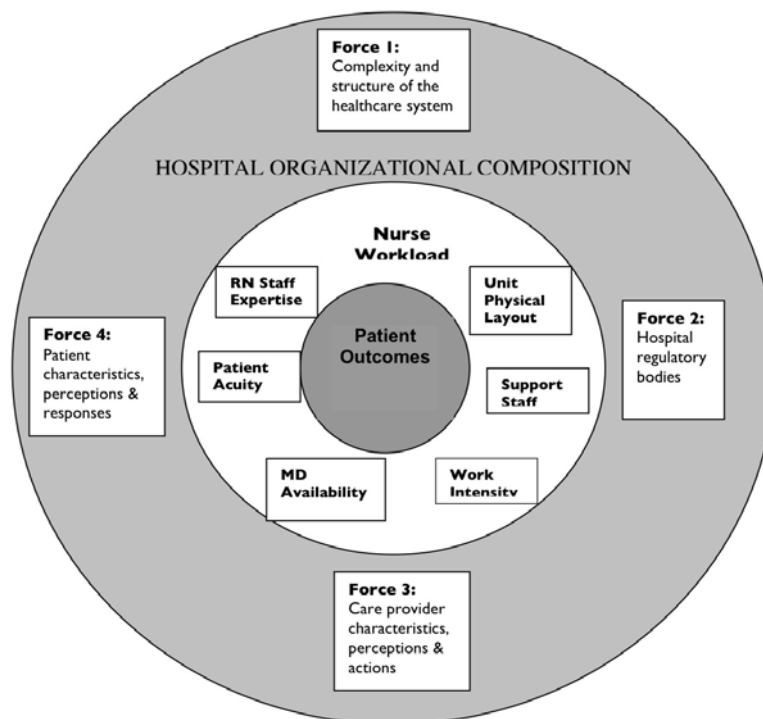 Force 1:
Complexity and
structure of the
healthcare system
HOSPITAL ORGANIZATIONAL COMPOSITION
Nurse
Workload
RN Staff
Expertise
Unit
Physical
Layout
Patient
Outcomes
Force 4:
Patient
characteristics,
perceptions &
responses
Force 2:
Hospital
regulatory
bodies
Patient
Acuity
Support
Staff
MD
Availability
Work
Intensity
Force 3:
Care provider
characteristics,
perceptions &
actions